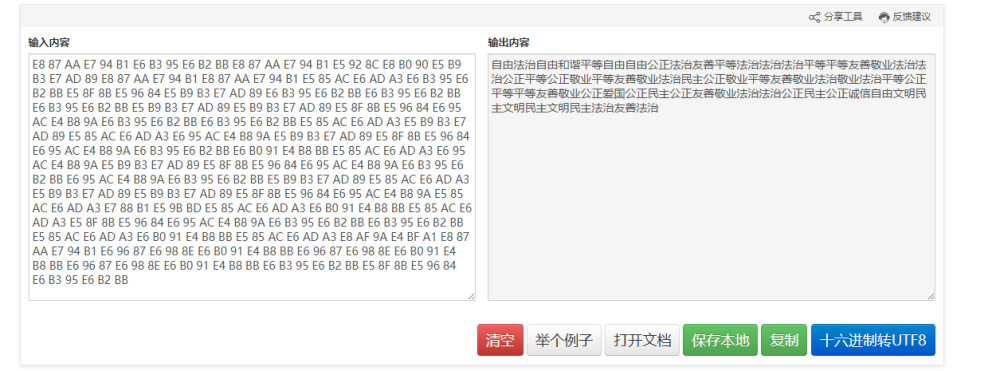 分享工具 反馈建议
输入内容
E8 87 AA E7 94 B1 E6 B3 95 E6 B2 BB E8 87 AA E7 94 B1 E5 92 8C E8 B0 90 E5 B9
B3 E7 AD 89 E8 87 AA E7 94 B1 E8 87 AA E7 94 B1 E5 85 AC E6 AD A3 E6 B3 95 E6
B2 BB E5 8F 8B E5 96 84 E5 B9 B3 E7 AD 89 E6 B3 95 E6 B2 BB E6 B3 95 E6 B2 BB
E6 B3 95 E6 B2 BB E5 B9 B3 E7 AD 89 E5 B9 B3 E7 AD 89 E5 8F 8B E5 96 84 E6 95
AC E4 B8 9A E6 B3 95 E6 B2 BB E6 B3 95 E6 B2 BB E5 85 AC E6 AD A3 E5 B9 B3 E7
AD 89 E5 85 AC E6 AD A3 E6 95 AC E4 B8 9A E5 B9 B3 E7 AD 89 E5 8F 8B E5 96 84
E6 95 AC E4 B8 9A E6 B3 95 E6 B2 BB E6 B0 91 E4 B8 BB E5 85 AC E6 AD A3 E6 95
AC E4 B8 9A E5 B9 B3 E7 AD 89 E5 8F 8B E5 96 84 E6 95 AC E4 B8 9A E6 B3 95 E6
B2 BB E6 95 AC E4 B8 9A E6 B3 95 E6 B2 BB E5 B9 B3 E7 AD 89 E5 85 AC E6 AD A3
E5 B9 B3 E7 AD 89 E5 B9 B3 E7 AD 89 E5 8F 8B E5 96 84 E6 95 AC E4 B8 9A E5 85
AC E6 AD A3 E7 88 B1 E5 9B BD E5 85 AC E6 AD A3 E6 B0 91 E4 B8 BB E5 85 AC E6
AD A3 E5 8F 8B E5 96 84 E6 95 AC E4 B8 9A E6 B3 95 E6 B2 BB E6 B3 95 E6 B2 BB
E5 85 AC E6 AD A3 E6 B0 91 E4 B8 BB E5 85 AC E6 AD A3 E8 AF 9A E4 BF A1 E8 87
AA E7 94 B1 E6 96 87 E6 98 8E E6 B0 91 E4 B8 BB E6 96 87 E6 98 8E E6 B0 91 E4
B8 BB E6 96 87 E6 98 8E E6 B0 91 E4 B8 BB E6 B3 95 E6 B2 BB E5 8F 8B E5 96 84
E6 B3 95 E6 B2 BB
输出内容
自由法治自由和谐平等自由自由公正法治友善平等法治法治法治平等平等友善敬业法治法
治公正平等公正敬业平等友善敬业法治民主公正敬业平等友善敬业法治敬业法治平等公正
平等平等友善敬业公正爱国公正民主公正友善敬业法治法治公正民主公正诚信自由文明民
主文明民主文明民主法治友善法治
清空 举个例子 打开文档 保存本地 复制 十六进制转UTF8